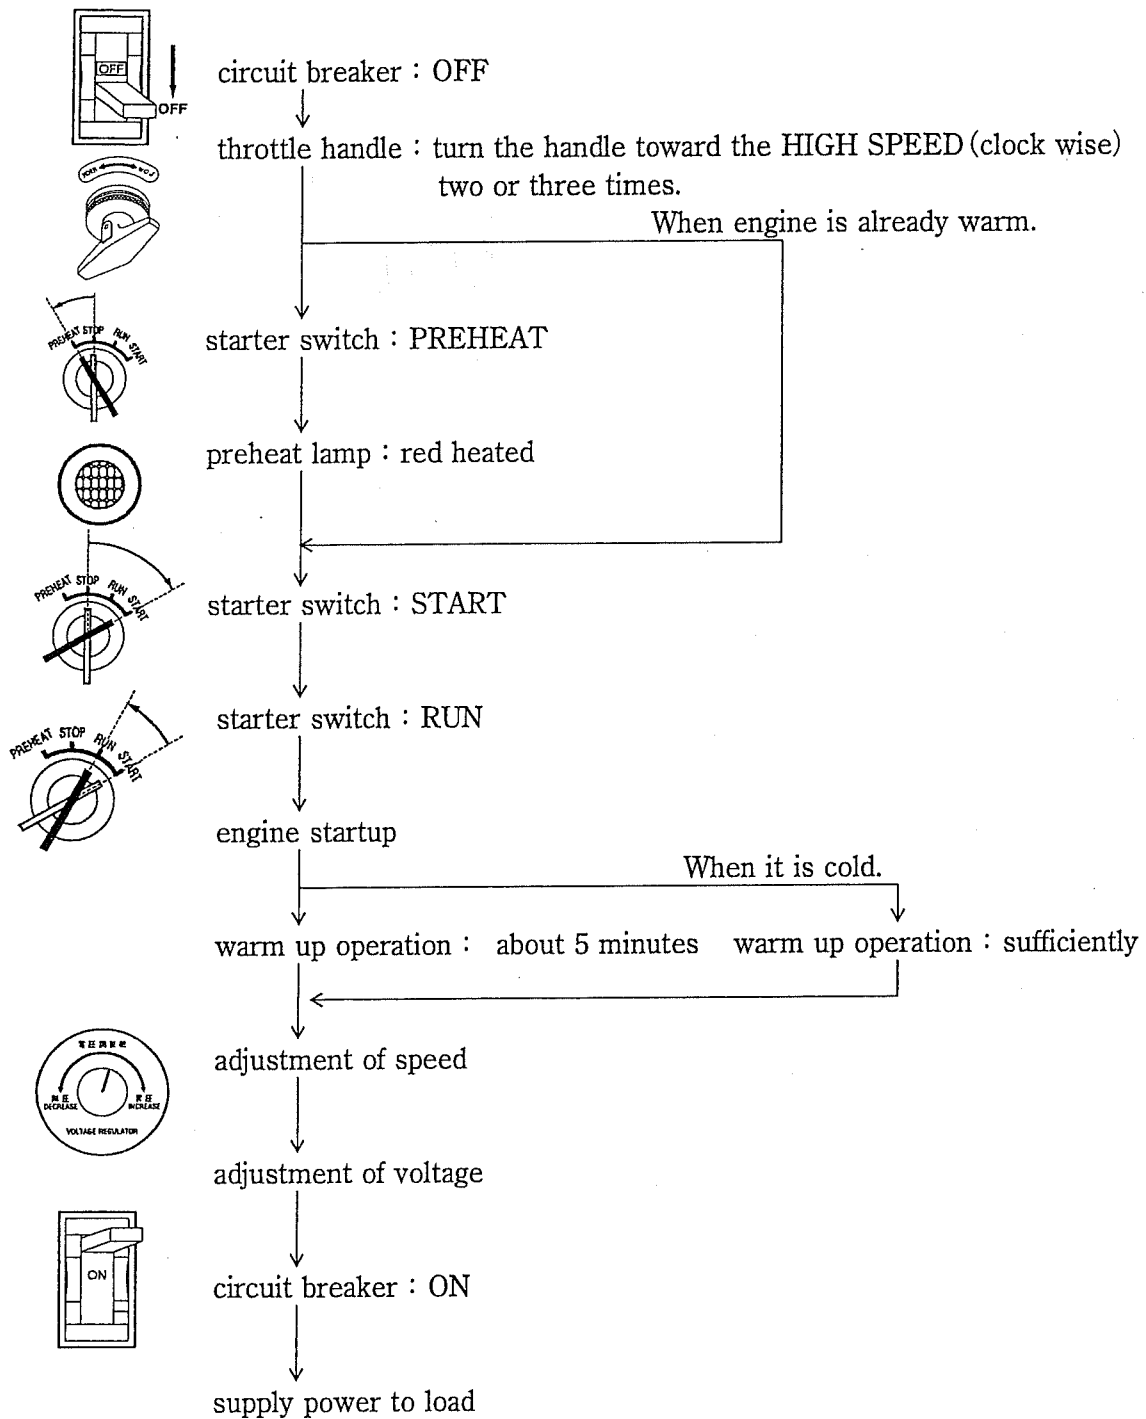 OFF
OFF
circuit breaker : OFF
throttle handle : turn the handle toward the HIGH SPEED (clock wise)
two or three times.
When engine is already warm.
PREHEAT STOP RUN START
starter switch : PREHEAT
preheat lamp : red heated
PREHEAT STOP RUN START
starter switch : START
PREHEAT STOP RUN START
starter switch : RUN
engine startup
When it is cold.
warm up operation : about 5 minutes warm up operation : sufficiently
DECREASE INCREASE
VOLTAGE REGULATOR
adjustment of speed
adjustment of voltage
ON
circuit breaker : ON
supply power to load